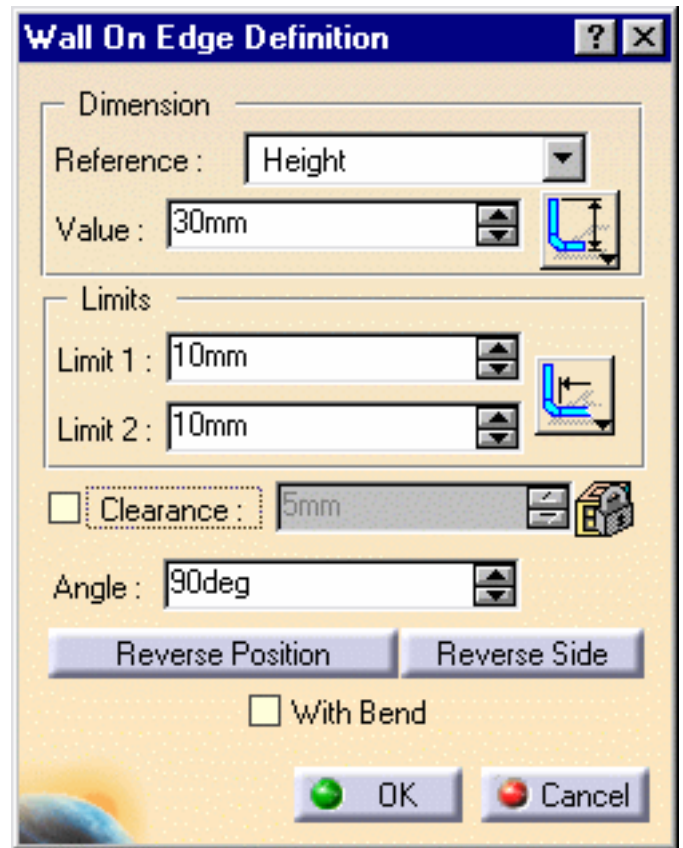 Wall On Edge Definition
Dimension
Reference : Height
Value : 30mm
Limits
Limit 1 : 10mm
Limit 2 : 10mm
Clearance : 5mm
Angle : 90deg
Reverse Position Reverse Side
With Bend
OK Cancel